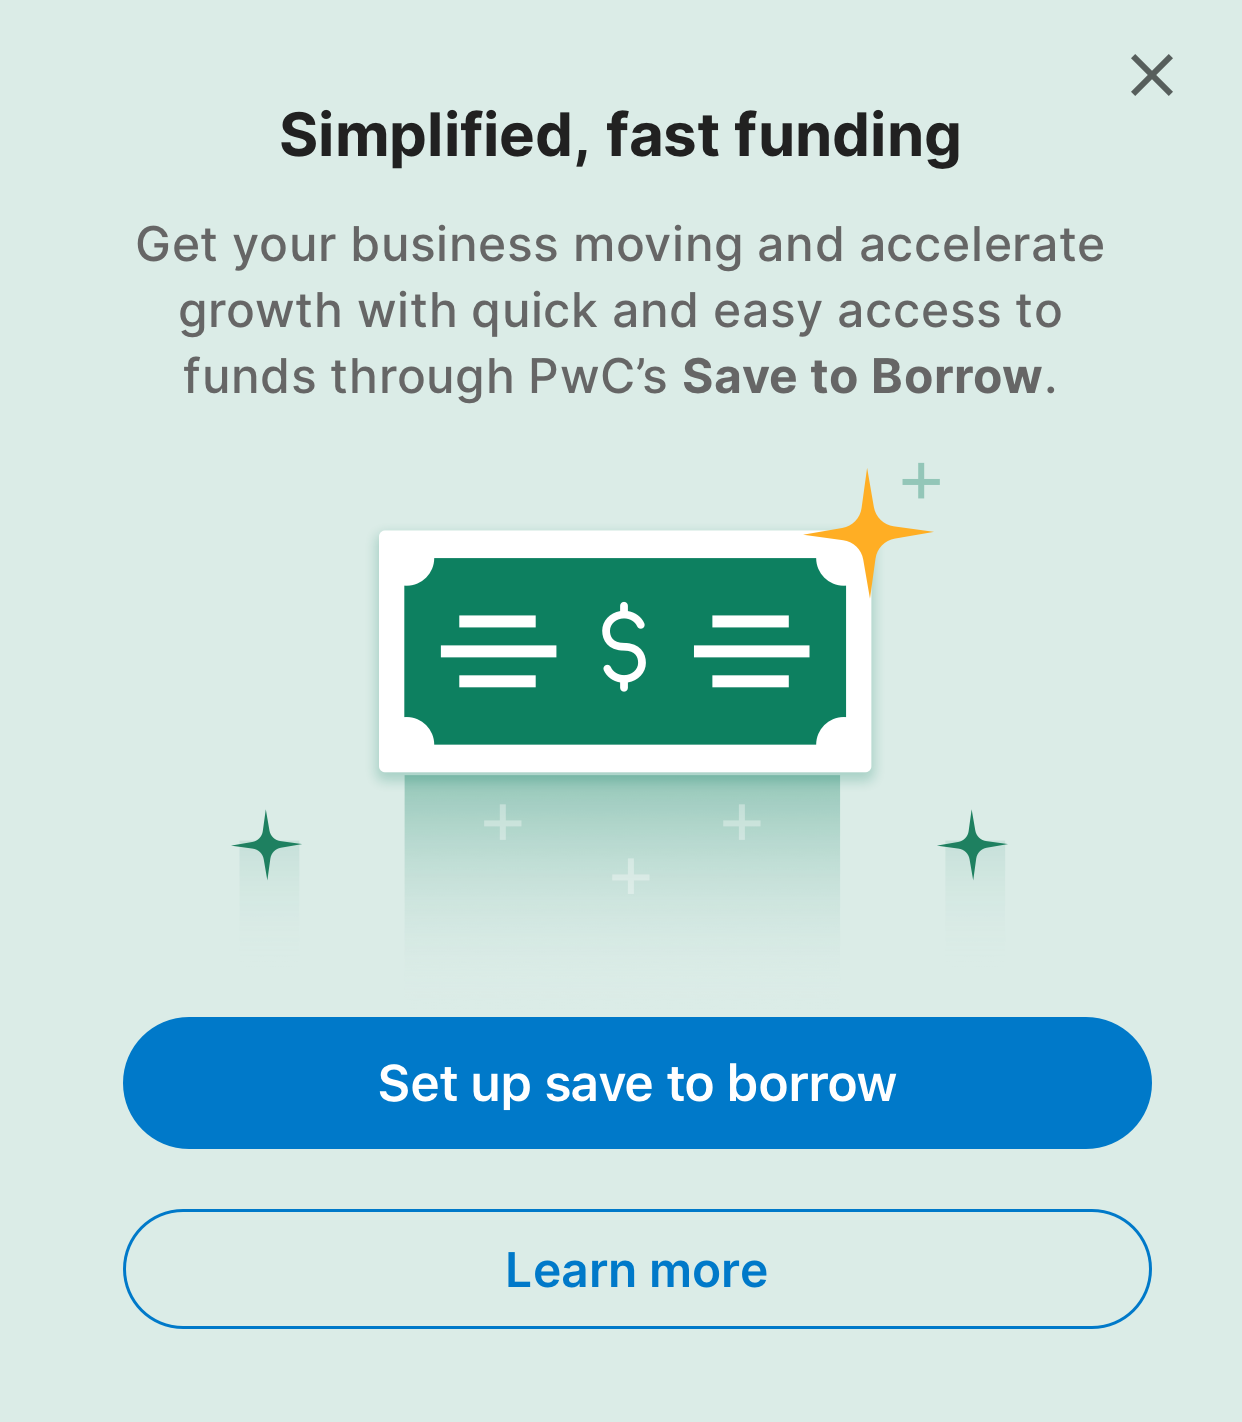 Simplified, fast funding
Get your business moving and accelerate
growth with quick and easy access to
funds through PwC’s Save to Borrow.
$
Set up save to borrow
Learn more